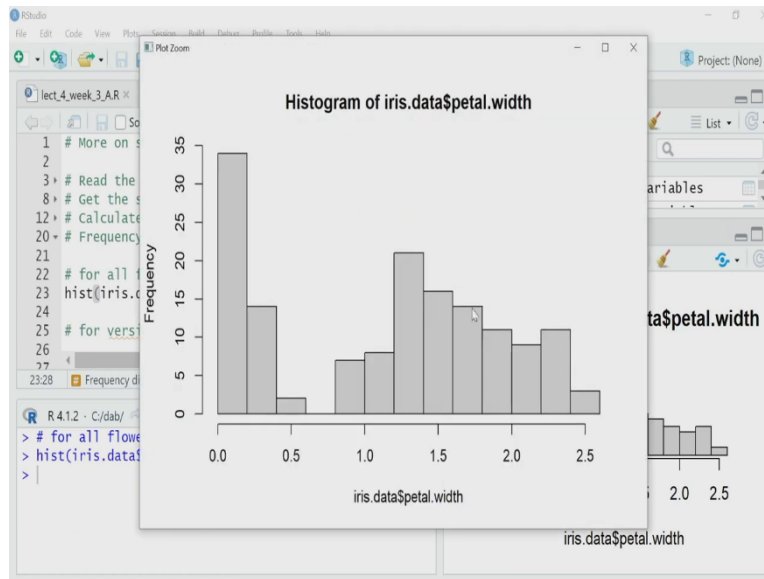 RStudio
File Edit Code View Plots Session Build Debug Profile Tools Help
Project: (None)
Plot Zoom
lect_4_week_3_A.R
So
List
1 # More on s
2
3 # Read the
8 # Get the s
12 # Calculate
20 # Frequency
21
22 # for all f
23 hist(iris.d
24
25 # for versi
26
27
23:28 Frequency di
R 4.1.2 · C:/dab/
> # for all flowe
> hist(iris.data$
>
Histogram of iris.data$petal.width
Frequency
35
30
25
20
15
10
5
0
0.0 0.5 1.0 1.5 2.0 2.5
iris.data$petal.width
ariables
ta$petal.width
2.0 2.5
iris.data$petal.width